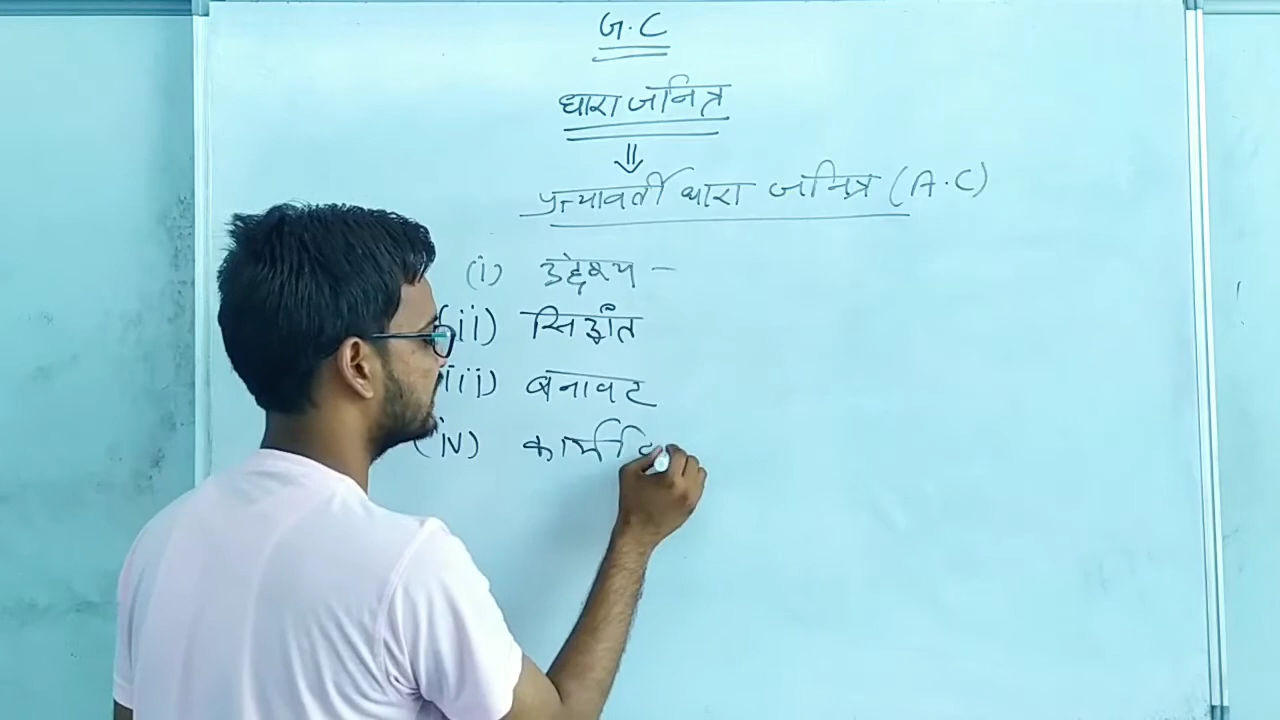 G.C
धारा जनित्र
⇓
प्रत्यावर्ती धारा जनित्र (A.C)
(i) उद्देश्य -
(ii) सिद्धांत
(iii) बनावट
(iv) कार्यवि